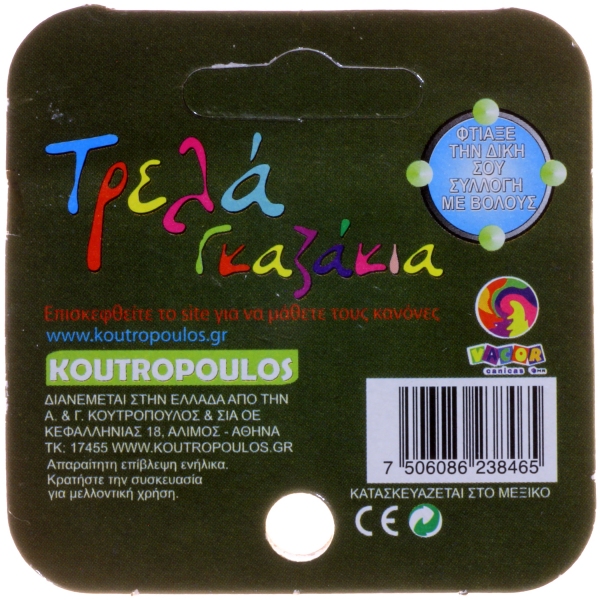 Τρελά
γκαζάκια
ΦΤΙΑΞΕ
ΤΗΝ ΔΙΚΗ
ΣΟΥ
ΣΥΛΛΟΓΗ
ΜΕ ΒΟΛΟΥΣ
Επισκεφθείτε το site για να μάθετε τους κανόνες
www.koutropoulos.gr
KOUTROPOULOS
ΔΙΑΝΕΜΕΤΑΙ ΣΤΗΝ ΕΛΛΑΔΑ ΑΠΟ ΤΗΝ
Α. & Γ. ΚΟΥΤΡΟΠΟΥΛΟΣ & ΣΙΑ ΟΕ
ΚΕΦΑΛΛΗΝΙΑΣ 18, ΑΛΙΜΟΣ - ΑΘΗΝΑ
ΤΚ: 17455 WWW.KOUTROPOULOS.GR
Απαραίτητη επίβλεψη ενήλικα.
Κρατήστε την συσκευασία
για μελλοντική χρήση.
VACOR
canicas
7 506086 238465
ΚΑΤΑΣΚΕΥΑΖΕΤΑΙ ΣΤΟ ΜΕΞΙΚΟ
CE